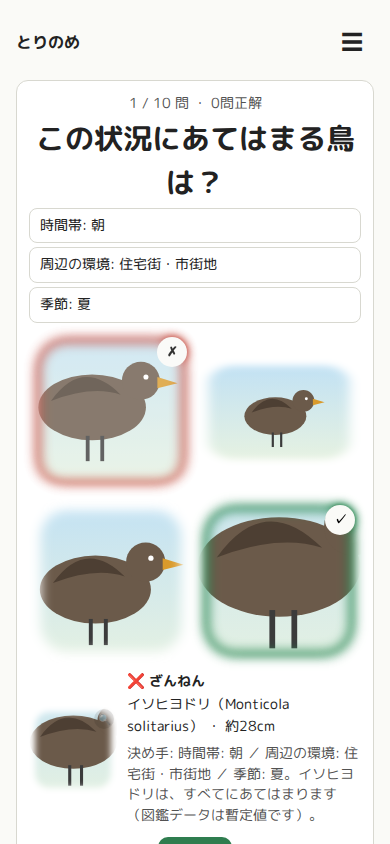 とりのめ
1 / 10 問 · 0問正解
この状況にあてはまる鳥
は？
時間帯: 朝
周辺の環境: 住宅街・市街地
季節: 夏
✗
✓
❌ ざんねん
イソヒヨドリ（Monticola
solitarius） · 約28cm
決め手: 時間帯: 朝 ／ 周辺の環境: 住
宅街・市街地 ／ 季節: 夏。イソヒヨ
ドリは、すべてにあてはまります
（図鑑データは暫定値です）。